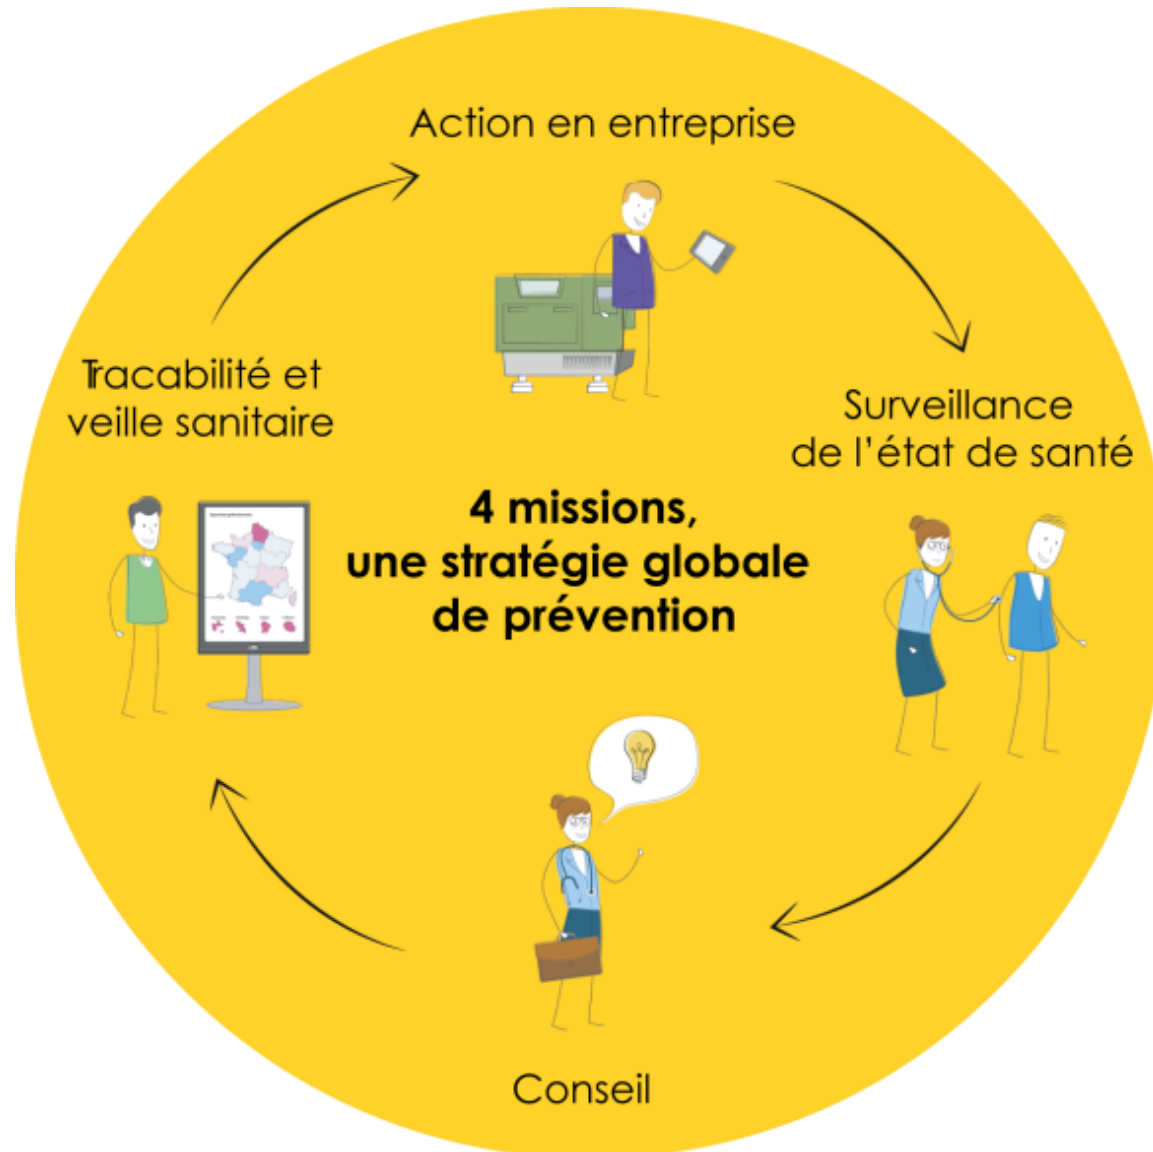 Action en entreprise
Tracabilité et
veille sanitaire
Surveillance
de l'état de santé
4 missions,
une stratégie globale
de prévention
Conseil